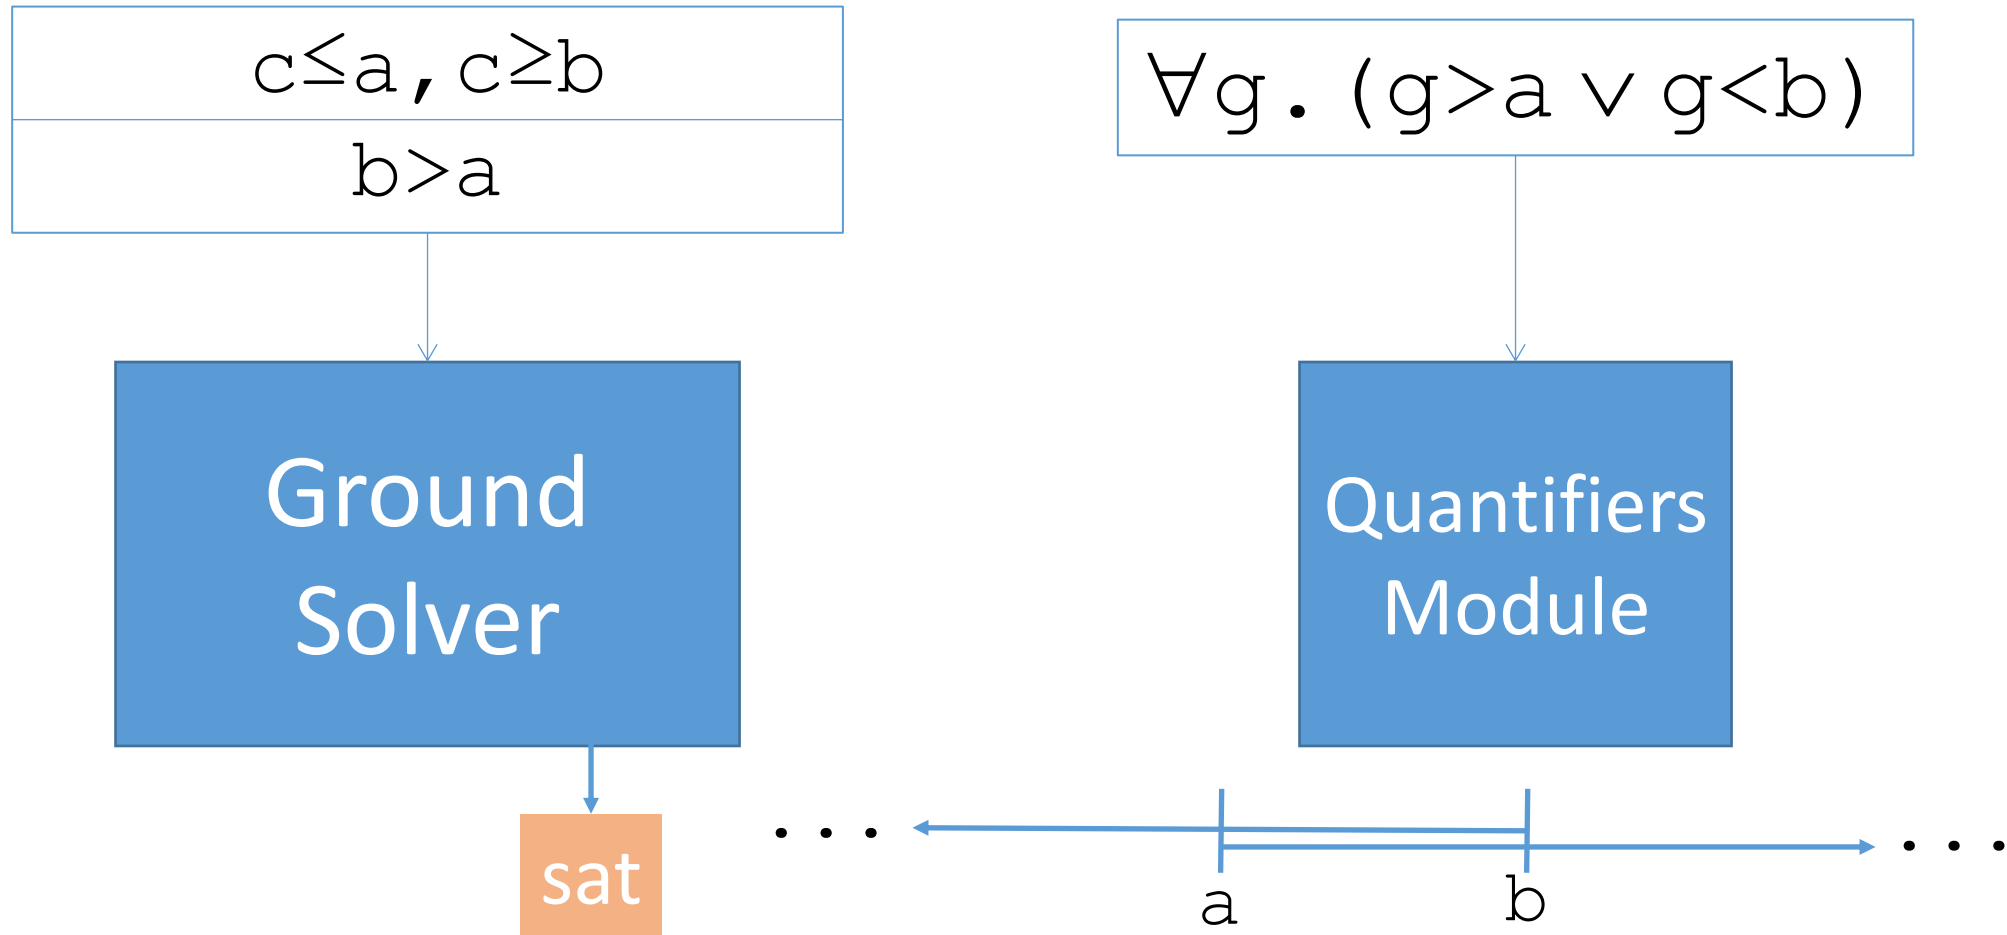 c≤a,c≥b
b>a
∀g.(g>a∨g<b)
Ground
Solver
Quantifiers
Module
sat
...
...
a
b